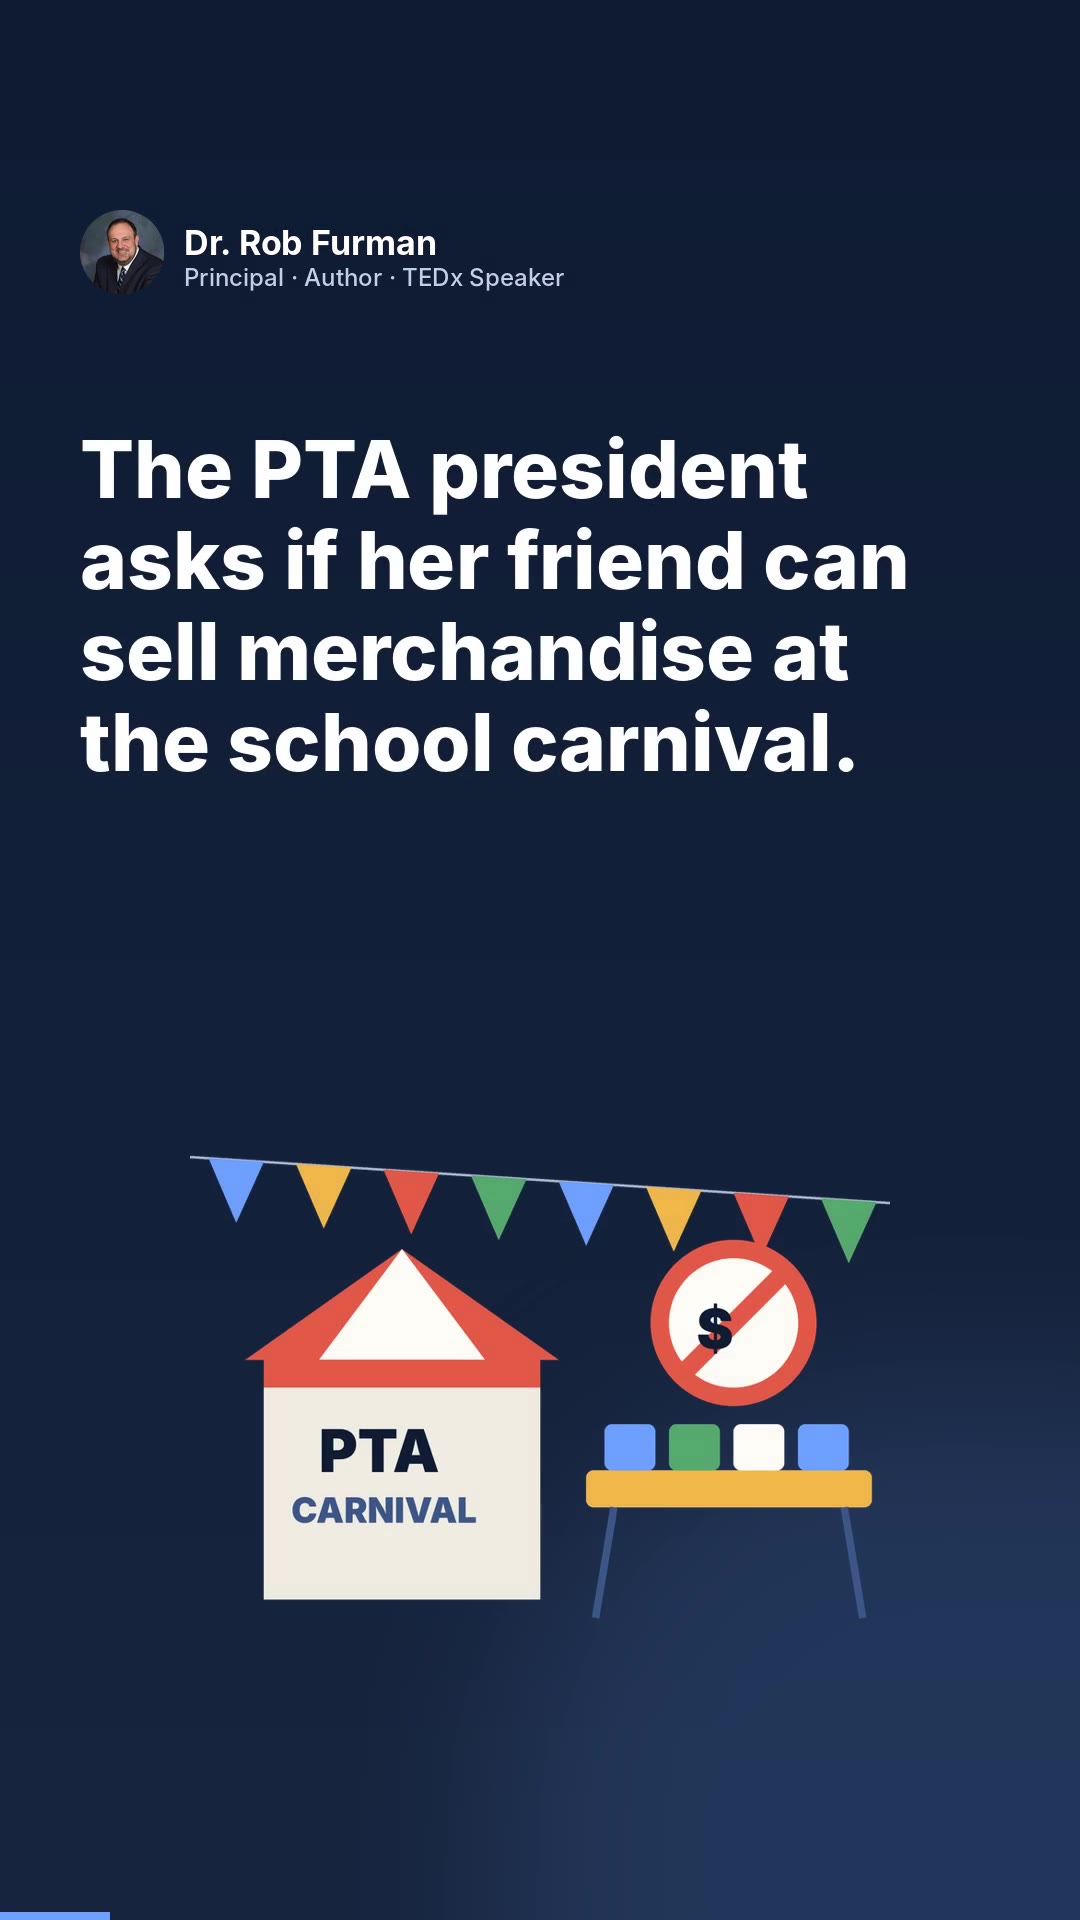 Dr. Rob Furman
Principal · Author · TEDx Speaker
The PTA president
asks if her friend can
sell merchandise at
the school carnival.
$
PTA
CARNIVAL